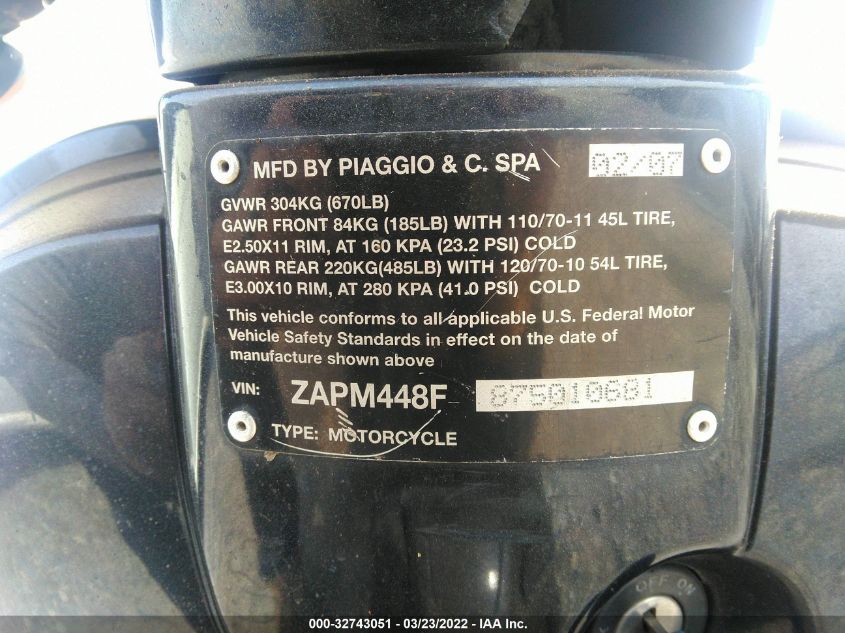 MFD BY PIAGGIO & C. SPA 02/07
GVWR 304KG (670LB)
GAWR FRONT 84KG (185LB) WITH 110/70-11 45L TIRE,
E2.50X11 RIM, AT 160 KPA (23.2 PSI) COLD
GAWR REAR 220KG(485LB) WITH 120/70-10 54L TIRE,
E3.00X10 RIM, AT 280 KPA (41.0 PSI) COLD
This vehicle conforms to all applicable U.S. Federal Motor
Vehicle Safety Standards in effect on the date of
manufacture shown above
VIN: ZAPM448F
TYPE: MOTORCYCLE
OFF ON
000-32743051 - 03/23/2022 - IAA Inc.